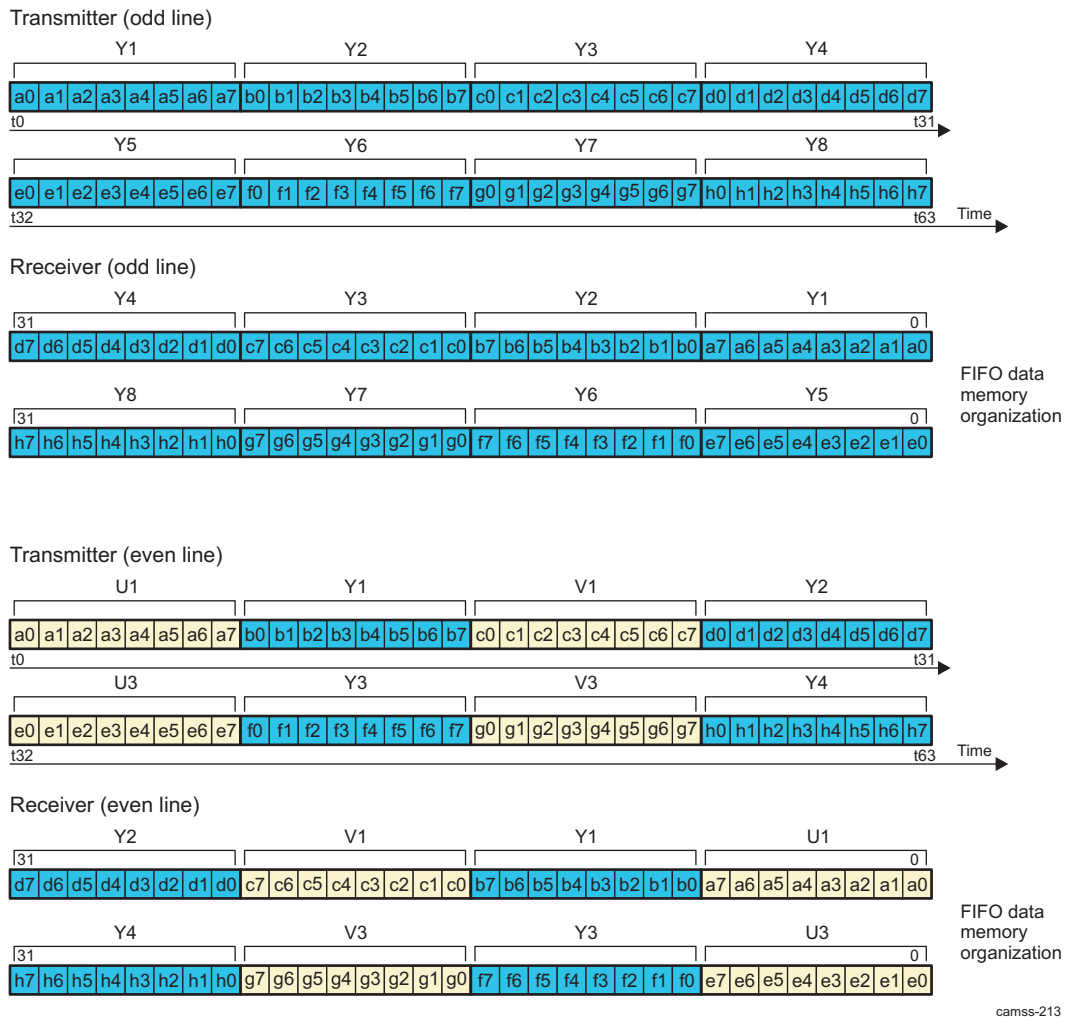 Transmitter (odd line)
Y1 Y2 Y3 Y4
a0 a1 a2 a3 a4 a5 a6 a7 b0 b1 b2 b3 b4 b5 b6 b7 c0 c1 c2 c3 c4 c5 c6 c7 d0 d1 d2 d3 d4 d5 d6 d7
t0 t31
Y5 Y6 Y7 Y8
e0 e1 e2 e3 e4 e5 e6 e7 f0 f1 f2 f3 f4 f5 f6 f7 g0 g1 g2 g3 g4 g5 g6 g7 h0 h1 h2 h3 h4 h5 h6 h7
t32 t63 Time
Rreceiver (odd line)
Y4 Y3 Y2 Y1
31 0
d7 d6 d5 d4 d3 d2 d1 d0 c7 c6 c5 c4 c3 c2 c1 c0 b7 b6 b5 b4 b3 b2 b1 b0 a7 a6 a5 a4 a3 a2 a1 a0
Y8 Y7 Y6 Y5
31 0
h7 h6 h5 h4 h3 h2 h1 h0 g7 g6 g5 g4 g3 g2 g1 g0 f7 f6 f5 f4 f3 f2 f1 f0 e7 e6 e5 e4 e3 e2 e1 e0
FIFO data
memory
organization
Transmitter (even line)
U1 Y1 V1 Y2
a0 a1 a2 a3 a4 a5 a6 a7 b0 b1 b2 b3 b4 b5 b6 b7 c0 c1 c2 c3 c4 c5 c6 c7 d0 d1 d2 d3 d4 d5 d6 d7
t0 t31
U3 Y3 V3 Y4
e0 e1 e2 e3 e4 e5 e6 e7 f0 f1 f2 f3 f4 f5 f6 f7 g0 g1 g2 g3 g4 g5 g6 g7 h0 h1 h2 h3 h4 h5 h6 h7
t32 t63 Time
Receiver (even line)
Y2 V1 Y1 U1
31 0
d7 d6 d5 d4 d3 d2 d1 d0 c7 c6 c5 c4 c3 c2 c1 c0 b7 b6 b5 b4 b3 b2 b1 b0 a7 a6 a5 a4 a3 a2 a1 a0
Y4 V3 Y3 U3
31 0
h7 h6 h5 h4 h3 h2 h1 h0 g7 g6 g5 g4 g3 g2 g1 g0 f7 f6 f5 f4 f3 f2 f1 f0 e7 e6 e5 e4 e3 e2 e1 e0
FIFO data
memory
organization
camss-213